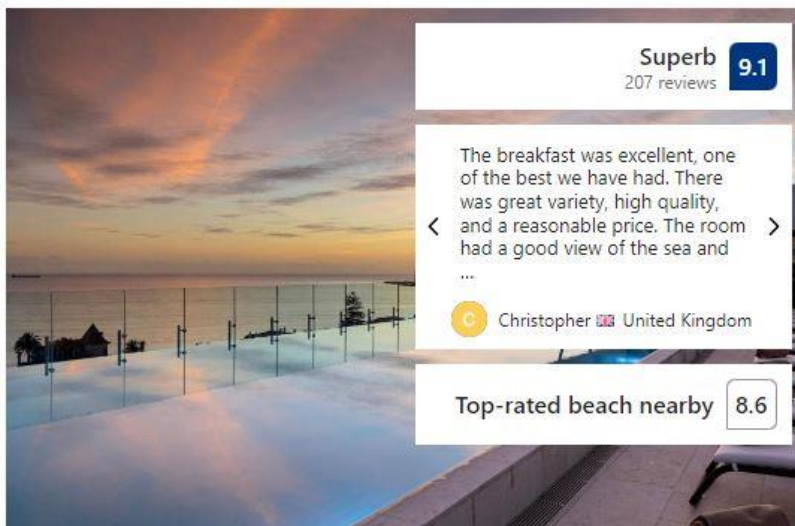 Superb
207 reviews
9.1
The breakfast was excellent, one
of the best we have had. There
was great variety, high quality,
and a reasonable price. The room
had a good view of the sea and
...
C
Christopher United Kingdom
Top-rated beach nearby
8.6